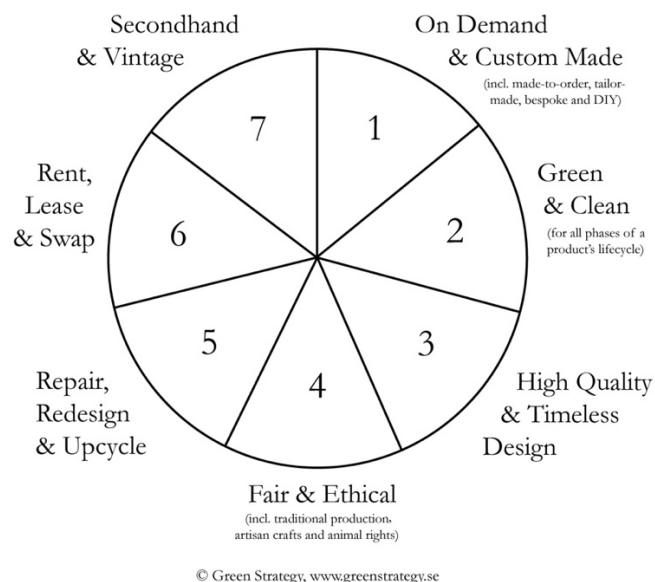 Secondhand
& Vintage
On Demand
& Custom Made
(incl. made-to-order, tailor-
made, bespoke and DIY)
7
1
Rent,
Lease
& Swap
6
2
Green
& Clean
(for all phases of a
product's lifecycle)
5
3
4
Repair,
Redesign
& Upcycle
High Quality
& Timeless
Design
Fair & Ethical
(incl. traditional production,
artisan crafts and animal rights)
© Green Strategy, www.greenstrategy.se